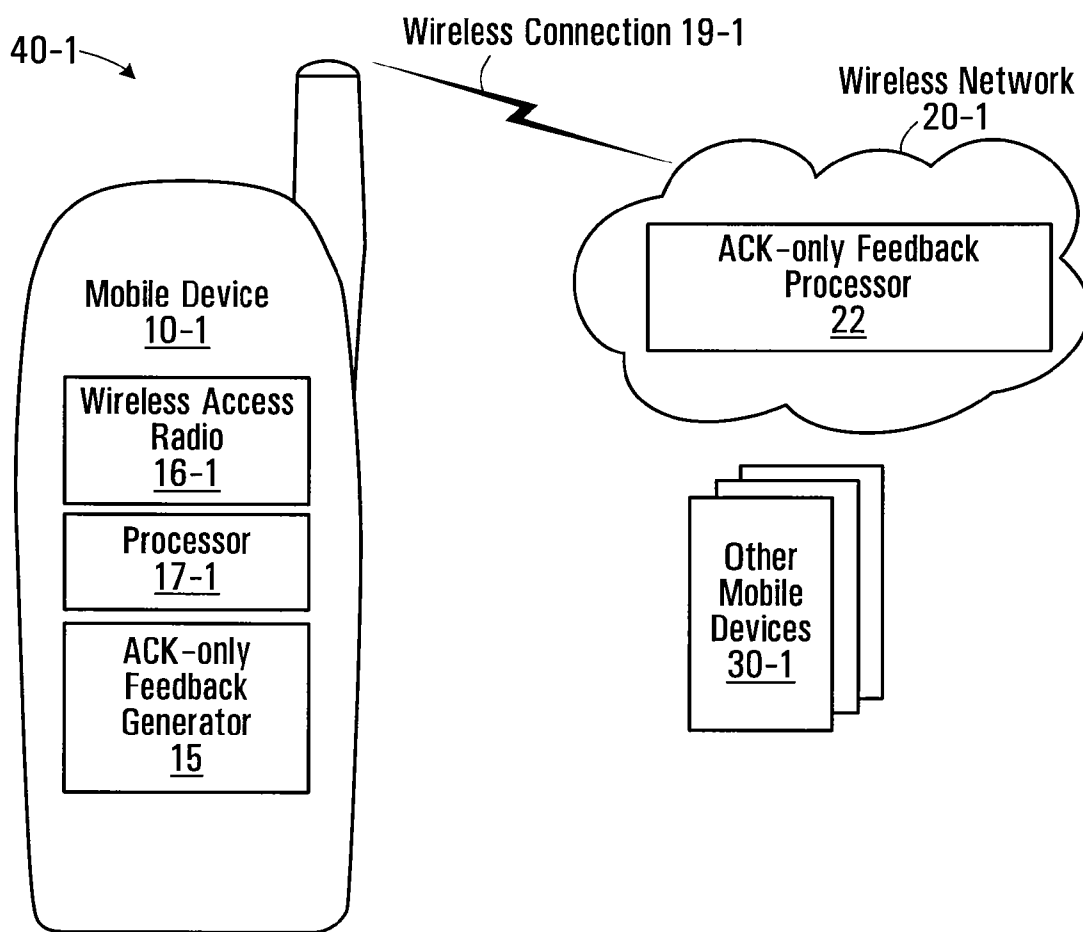 40-1
Wireless Connection 19-1
Wireless Network
20-1
ACK-only Feedback
Processor
22
Mobile Device
10-1
Wireless Access
Radio
16-1
Processor
17-1
ACK-only
Feedback
Generator
15
Other
Mobile
Devices
30-1